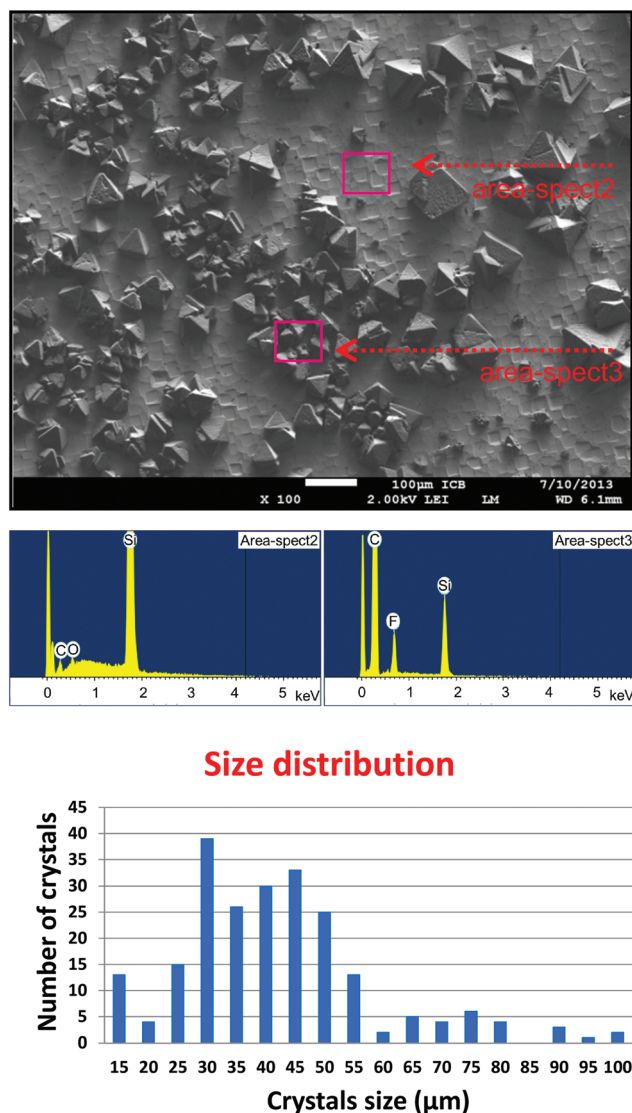 area-spect2
area-spect3
100µm ICB 7/10/2013
X 100 2.00kV LEI LM WD 6.1mm
Si Area-spect2
C O
0 1 2 3 4 5 keV
C Area-spect3
Si
F
0 1 2 3 4 5 keV
Size distribution
Number of crystals
45
40
35
30
25
20
15
10
5
0
15 20 25 30 35 40 45 50 55 60 65 70 75 80 85 90 95 100
Crystals size (µm)